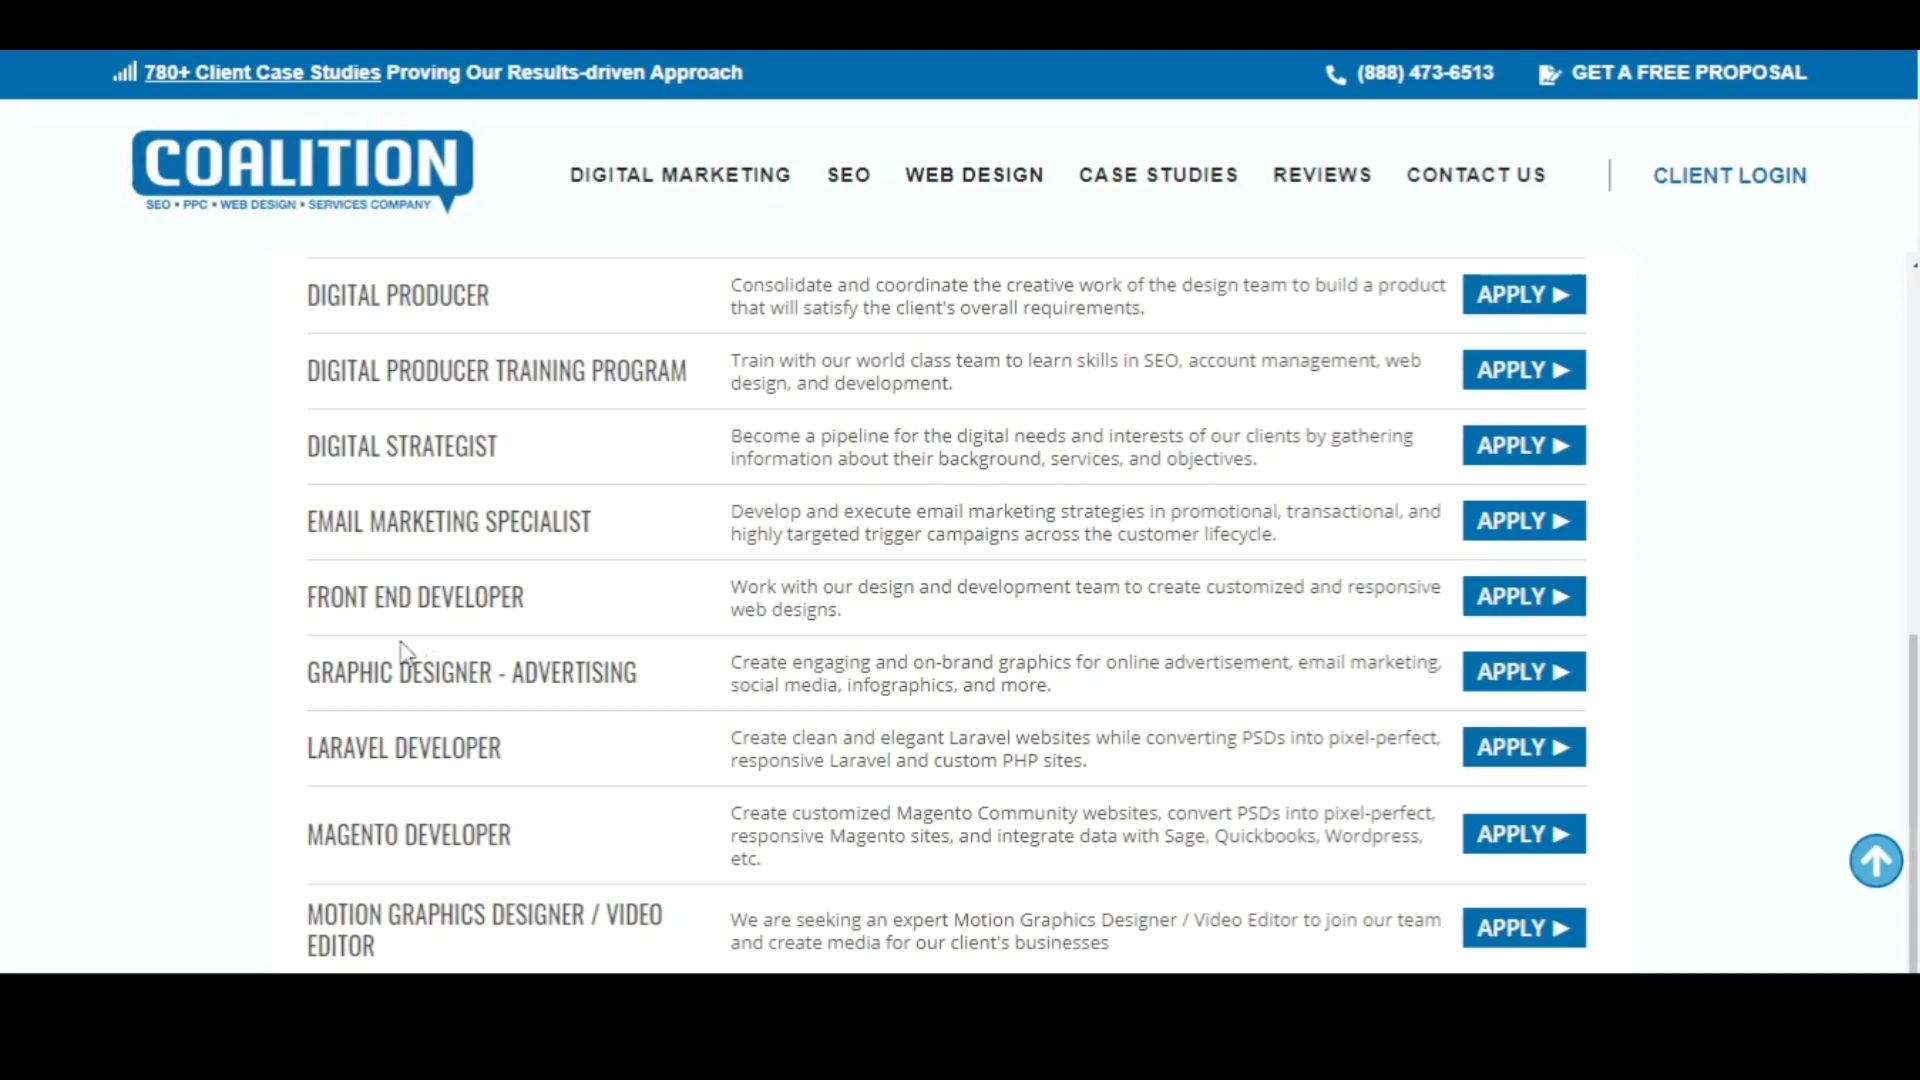 780+ Client Case Studies Proving Our Results-driven Approach
(888) 473-6513
GET A FREE PROPOSAL
COALITION
SEO • PPC • WEB DESIGN • SERVICES COMPANY
DIGITAL MARKETING
SEO
WEB DESIGN
CASE STUDIES
REVIEWS
CONTACT US
CLIENT LOGIN
DIGITAL PRODUCER
Consolidate and coordinate the creative work of the design team to build a product
that will satisfy the client's overall requirements.
APPLY ▶
DIGITAL PRODUCER TRAINING PROGRAM
Train with our world class team to learn skills in SEO, account management, web
design, and development.
APPLY ▶
DIGITAL STRATEGIST
Become a pipeline for the digital needs and interests of our clients by gathering
information about their background, services, and objectives.
APPLY ▶
EMAIL MARKETING SPECIALIST
Develop and execute email marketing strategies in promotional, transactional, and
highly targeted trigger campaigns across the customer lifecycle.
APPLY ▶
FRONT END DEVELOPER
Work with our design and development team to create customized and responsive
web designs.
APPLY ▶
GRAPHIC DESIGNER - ADVERTISING
Create engaging and on-brand graphics for online advertisement, email marketing,
social media, infographics, and more.
APPLY ▶
LARAVEL DEVELOPER
Create clean and elegant Laravel websites while converting PSDs into pixel-perfect,
responsive Laravel and custom PHP sites.
APPLY ▶
MAGENTO DEVELOPER
Create customized Magento Community websites, convert PSDs into pixel-perfect,
responsive Magento sites, and integrate data with Sage, Quickbooks, Wordpress,
etc.
APPLY ▶
MOTION GRAPHICS DESIGNER / VIDEO
EDITOR
We are seeking an expert Motion Graphics Designer / Video Editor to join our team
and create media for our client's businesses
APPLY ▶